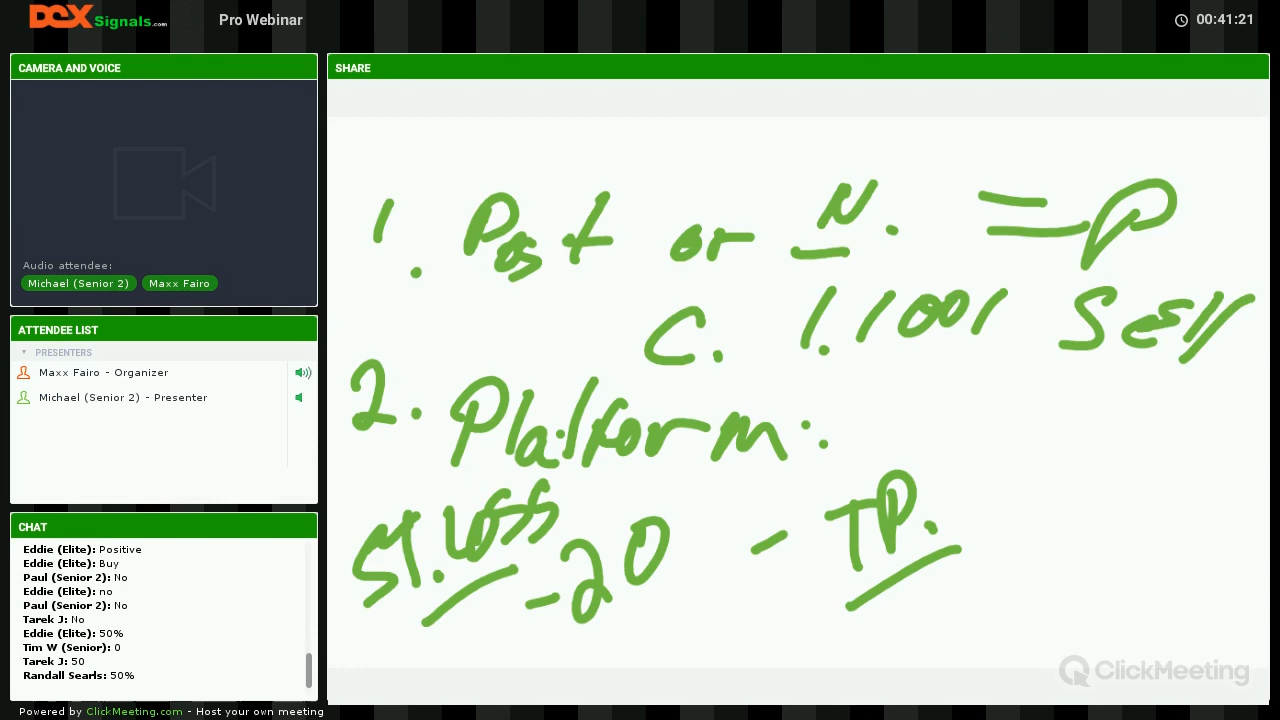 DCX Signals.com
Pro Webinar
00:41:21
CAMERA AND VOICE
Audio attendee:
Michael (Senior 2) Maxx Fairo
ATTENDEE LIST
PRESENTERS
Maxx Fairo - Organizer
Michael (Senior 2) - Presenter
CHAT
Eddie (Elite): Positive
Eddie (Elite): Buy
Paul (Senior 2): No
Eddie (Elite): no
Paul (Senior 2): No
Tarek J: No
Eddie (Elite): 50%
Tim W (Senior): 0
Tarek J: 50
Randall Searls: 50%
SHARE
1. Post or N. = P
C. 1.1001 Sell
2. Platform:
St. Loss -20 - TP.
ClickMeeting
Powered by ClickMeeting.com - Host your own meeting